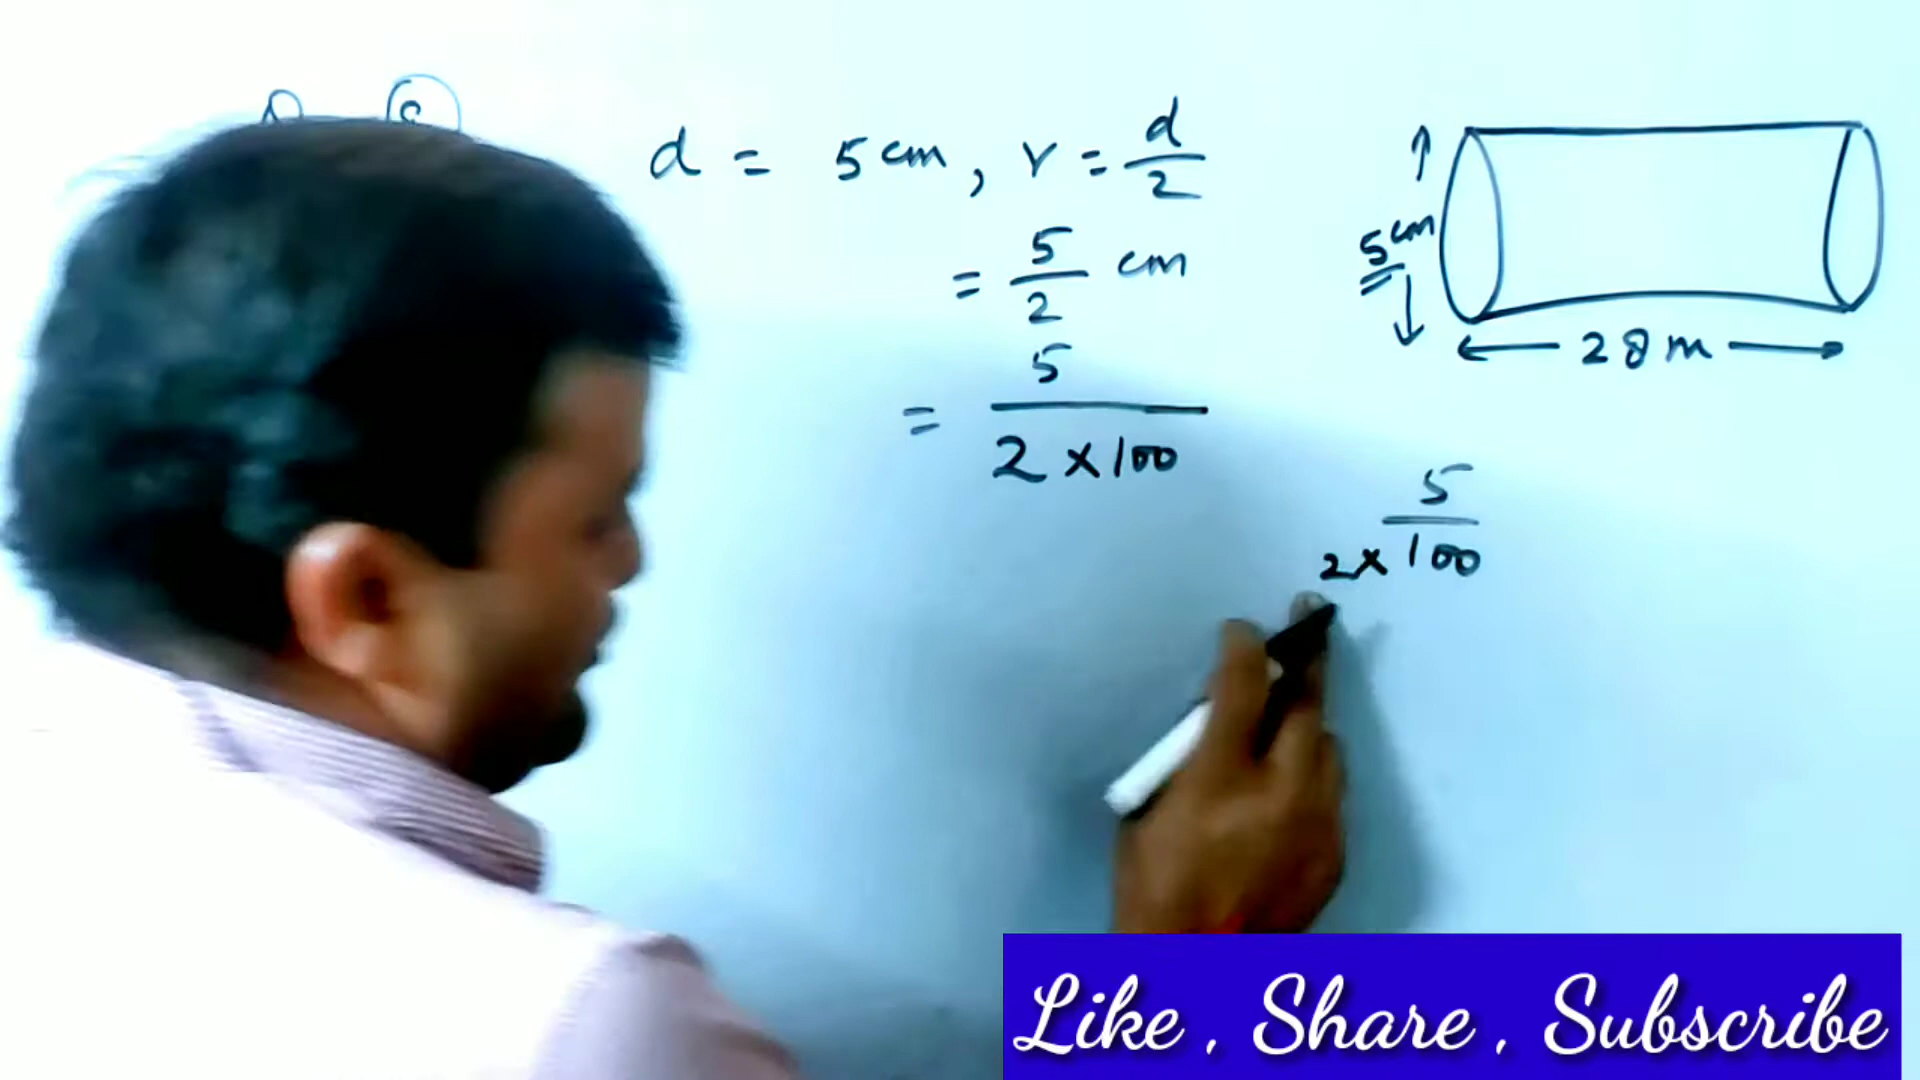 d = 5 cm, r = d/2
= 5/2 cm
= 5/(2 × 100)
5 cm
28 m
5/(2 × 100)
Like, Share, Subscribe